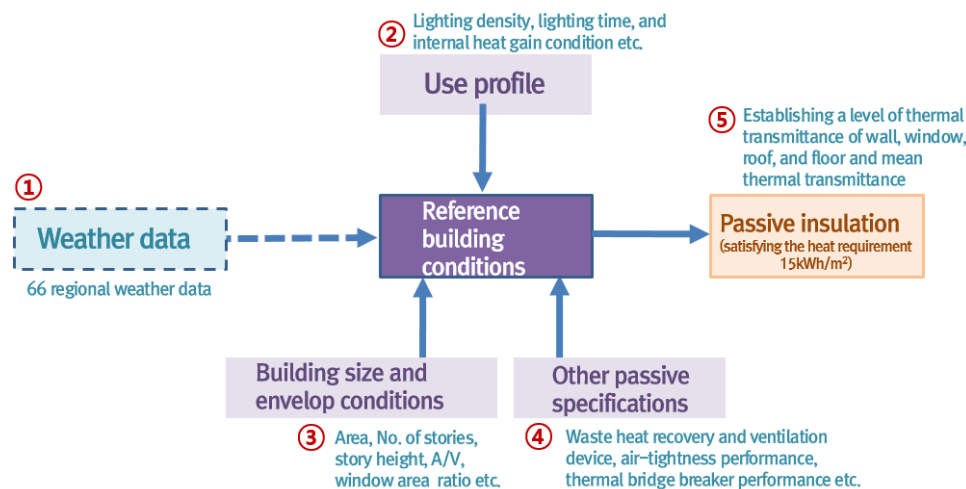 ②
Lighting density, lighting time, and
internal heat gain condition etc.
Use profile
⑤
Establishing a level of thermal
transmittance of wall, window,
roof, and floor and mean
thermal transmittance
①
Weather data
66 regional weather data
Reference
building
conditions
Passive insulation
(satisfying the heat requirement
15kWh/m²)
Building size and
envelop conditions
③
Area, No. of stories,
story height, A/V,
window area ratio etc.
Other passive
specifications
④
Waste heat recovery and ventilation
device, air-tightness performance,
thermal bridge breaker performance etc.